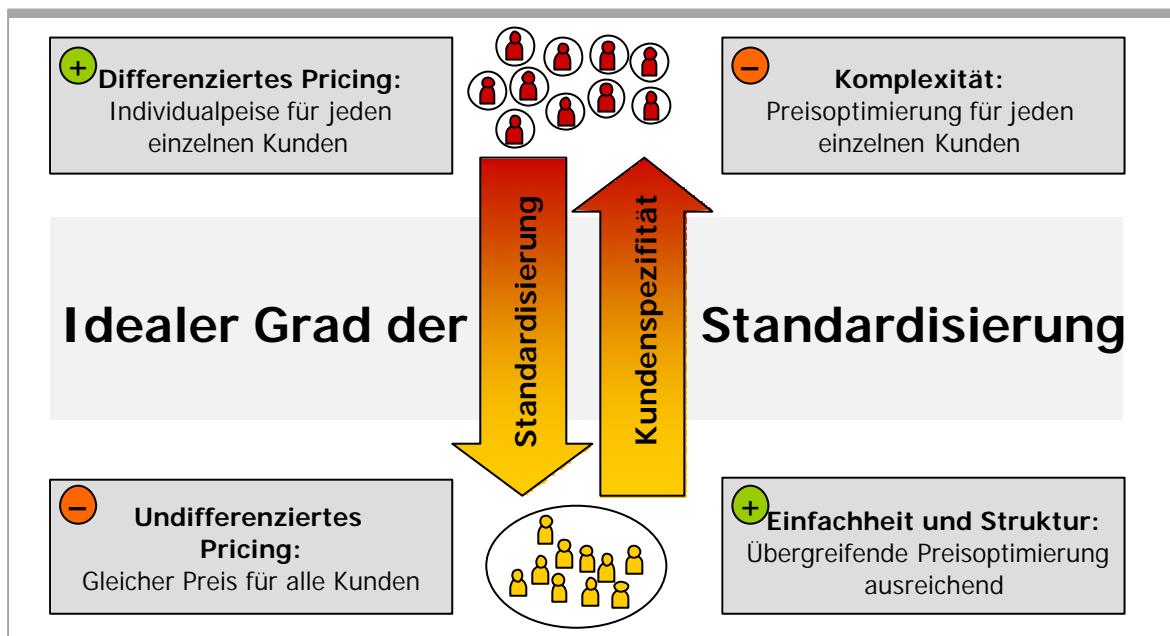 +
Differenziertes Pricing:
Individualpeise für jeden
einzelnen Kunden
−
Komplexität:
Preisoptimierung für jeden
einzelnen Kunden
Idealer Grad der
Standardisierung
Kundenspezifität
Standardisierung
−
Undifferenziertes
Pricing:
Gleicher Preis für alle Kunden
+
Einfachheit und Struktur:
Übergreifende Preisoptimierung
ausreichend